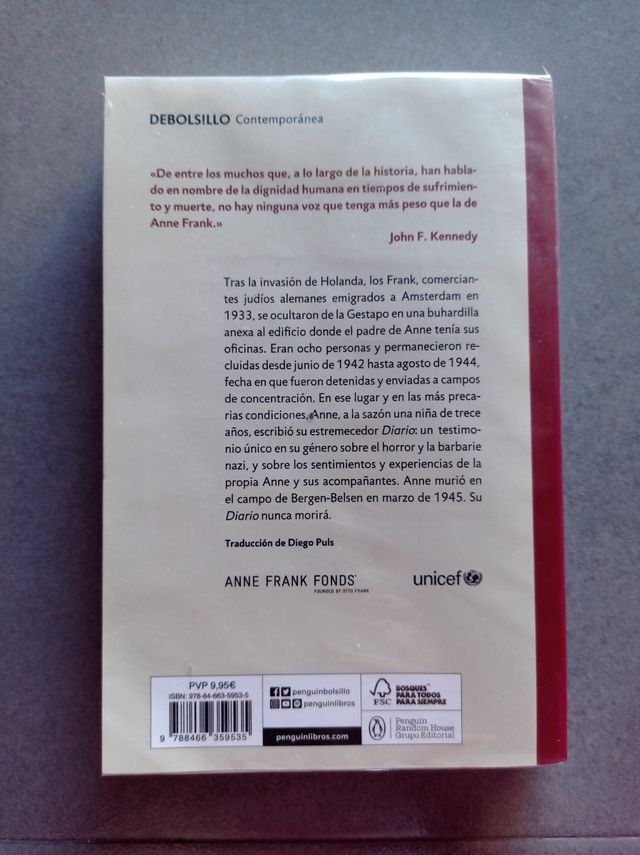 DEBOLS!LLO Contemporánea
«De entre los muchos que, a lo largo de la historia, han habla-
do en nombre de la dignidad humana en tiempos de sufrimien-
to y muerte, no hay ninguna voz que tenga más peso que la de
Anne Frank.»
John F. Kennedy
Tras la invasión de Holanda, los Frank, comercian-
tes judíos alemanes emigrados a Amsterdam en
1933, se ocultaron de la Gestapo en una buhardilla
anexa al edificio donde el padre de Anne tenía sus
oficinas. Eran ocho personas y permanecieron re-
cluidas desde junio de 1942 hasta agosto de 1944,
fecha en que fueron detenidas y enviadas a campos
de concentración. En ese lugar y en las más preca-
rias condiciones, Anne, a la sazón una niña de trece
años, escribió su estremecedor Diario: un testimo-
nio único en su género sobre el horror y la barbarie
nazi, y sobre los sentimientos y experiencias de la
propia Anne y sus acompañantes. Anne murió en
el campo de Bergen-Belsen en marzo de 1945. Su
Diario nunca morirá.
Traducción de Diego Puls
ANNE FRANK FONDS
FOUNDED BY OTTO FRANK
unicef
PVP 9,95€
ISBN: 978-84-663-5953-5
9 788466 359535
penguinbolsillo
penguinlibros
penguinlibros.com
FSC
BOSQUES™
PARA TODOS
PARA SIEMPRE
Penguin
Random House
Grupo Editorial